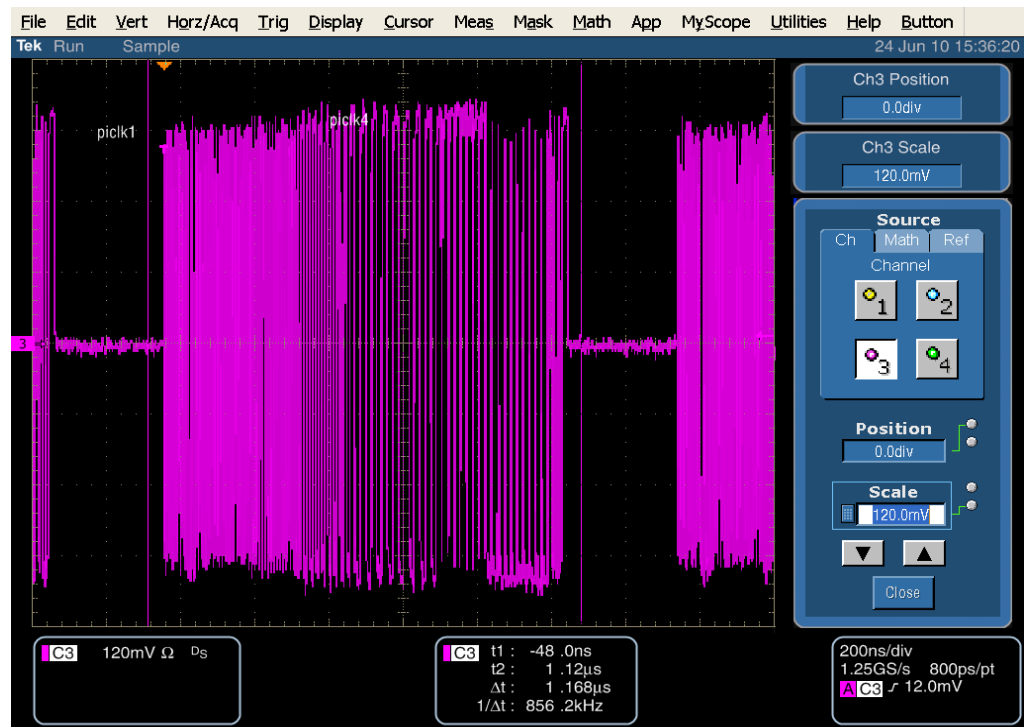 File Edit Vert Horz/Acq Trig Display Cursor Meas Mask Math App MyScope Utilities Help Button
Tek Run Sample 24 Jun 10 15:36:20
Ch3 Position
0.0div
Ch3 Scale
120.0mV
Source
Ch Math Ref
Channel
1 2
3 4
Position
0.0div
Scale
120.0mV
Close
piclk1 piclk4
3
C3 120mV Ω Ds
C3 t1 : -48 .0ns
t2 : 1 .12µs
Δt : 1 .168µs
1/Δt : 856 .2kHz
200ns/div
1.25GS/s 800ps/pt
A C3 12.0mV